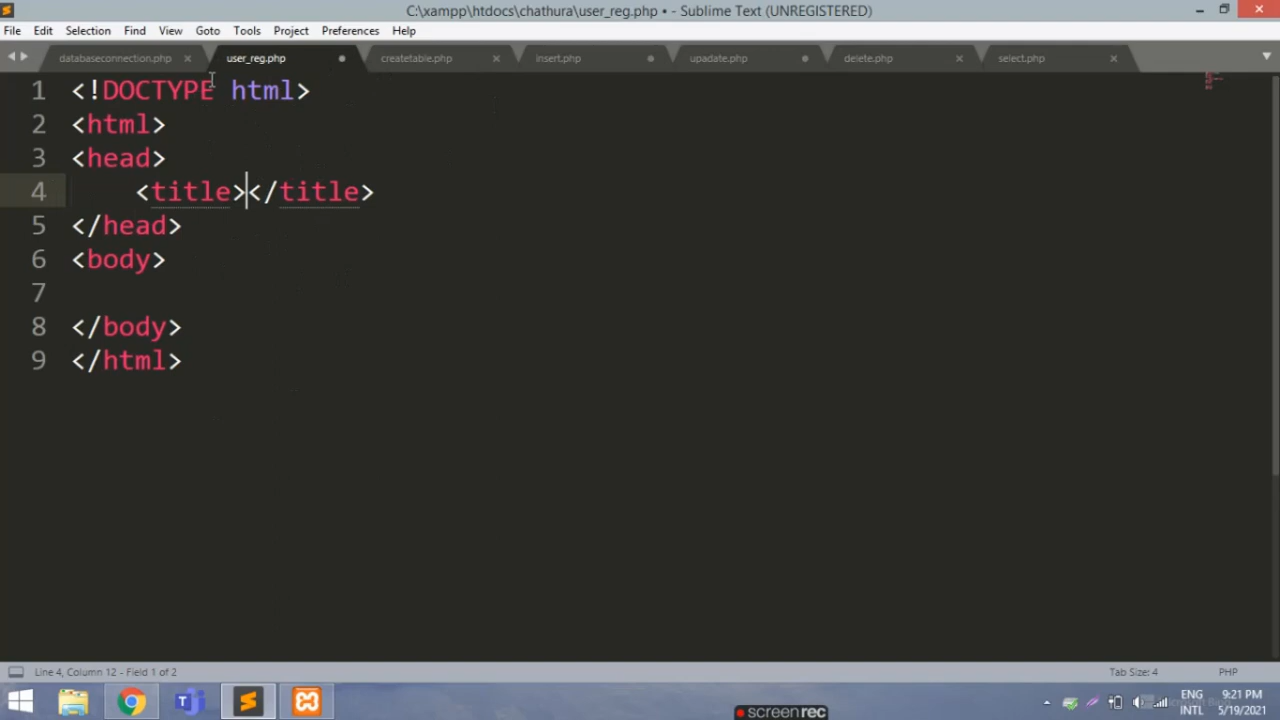 C:\xampp\htdocs\chathura\user_reg.php • - Sublime Text (UNREGISTERED)
File Edit Selection Find View Goto Tools Project Preferences Help
databaseconnection.php user_reg.php createtable.php insert.php upadate.php delete.php select.php
1 <!DOCTYPE html>
2 <html>
3 <head>
4 <title></title>
5 </head>
6 <body>
7
8 </body>
9 </html>
Line 4, Column 12 - Field 1 of 2 Tab Size: 4 PHP
ENG 9:21 PM
INTL 5/19/2021
screenrec